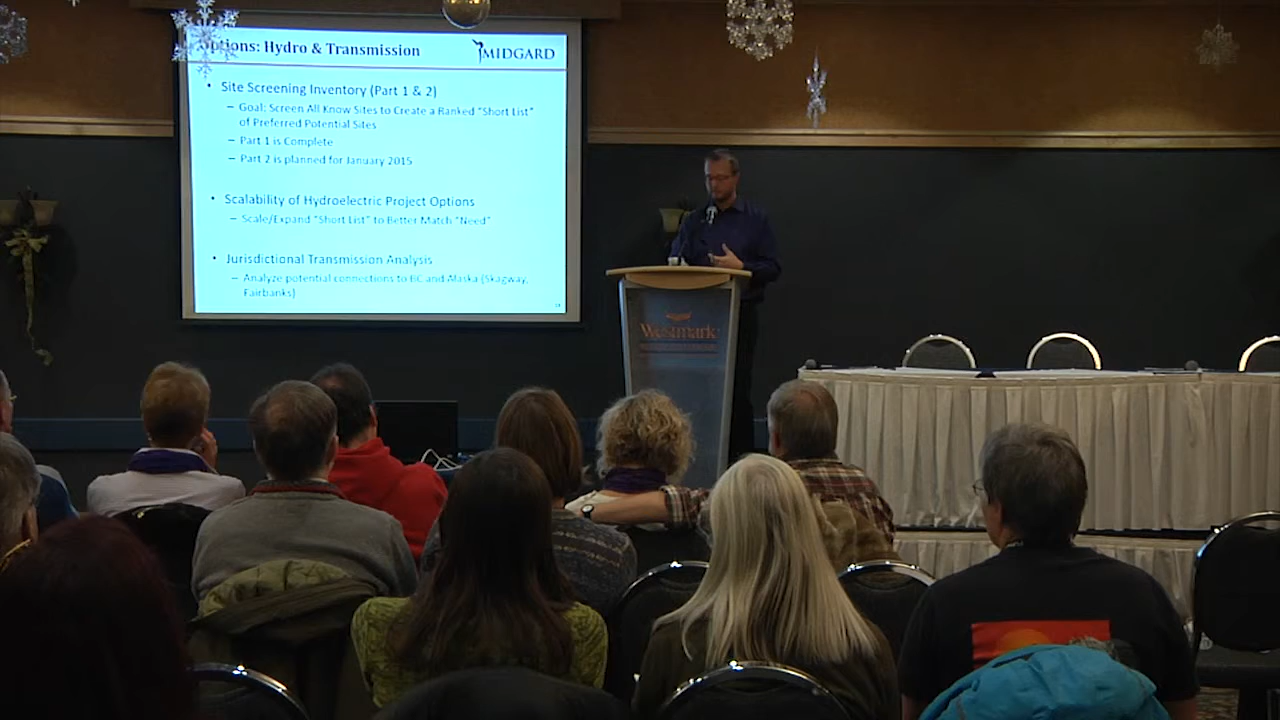 Options: Hydro & Transmission
MIDGARD
• Site Screening Inventory (Part 1 & 2)
– Goal: Screen All Know Sites to Create a Ranked "Short List"
of Preferred Potential Sites
– Part 1 is Complete
– Part 2 is planned for January 2015
• Scalability of Hydroelectric Project Options
– Scale/Expand "Short List" to Better Match "Need"
• Jurisdictional Transmission Analysis
– Analyze potential connections to BC and Alaska (Skagway,
Fairbanks)
Westmark